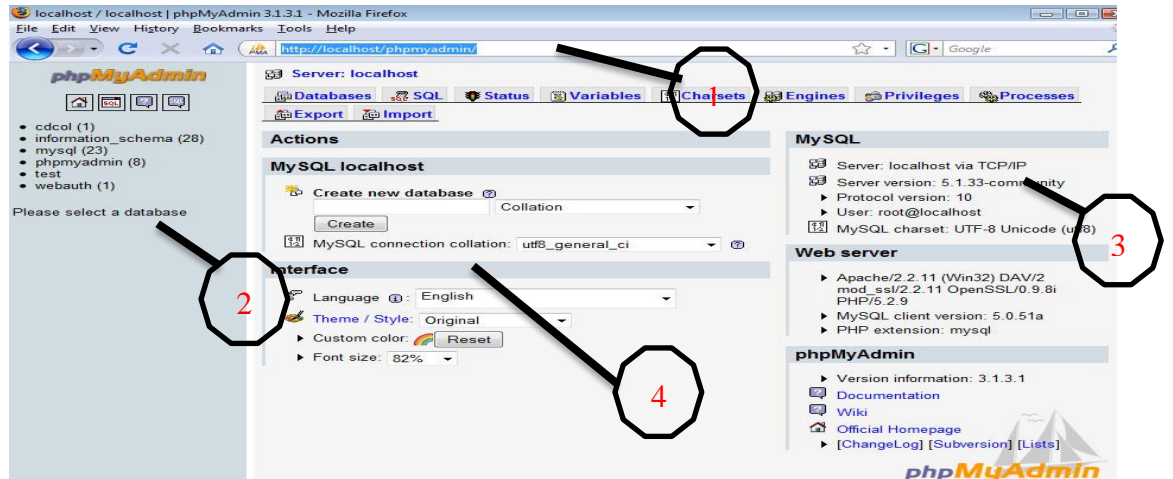 localhost / localhost | phpMyAdmin 3.1.3.1 - Mozilla Firefox
File Edit View History Bookmarks Tools Help
http://localhost/phpmyadmin/
Google
phpMyAdmin
cdcol (1)
information_schema (28)
mysql (23)
phpmyadmin (8)
test
webauth (1)
Please select a database
Server: localhost
Databases SQL Status Variables Charsets Engines Privileges Processes
Export Import
Actions
MySQL localhost
Create new database
Collation
Create
MySQL connection collation: utf8_general_ci
Interface
Language : English
Theme / Style: Original
Custom color: Reset
Font size: 82%
MySQL
Server: localhost via TCP/IP
Server version: 5.1.33-community
Protocol version: 10
User: root@localhost
MySQL charset: UTF-8 Unicode (utf8)
Web server
Apache/2.2.11 (Win32) DAV/2
mod_ssl/2.2.11 OpenSSL/0.9.8i
PHP/5.2.9
MySQL client version: 5.0.51a
PHP extension: mysql
phpMyAdmin
Version information: 3.1.3.1
Documentation
Wiki
Official Homepage
[ChangeLog] [Subversion] [Lists]
phpMyAdmin
1
2
3
4